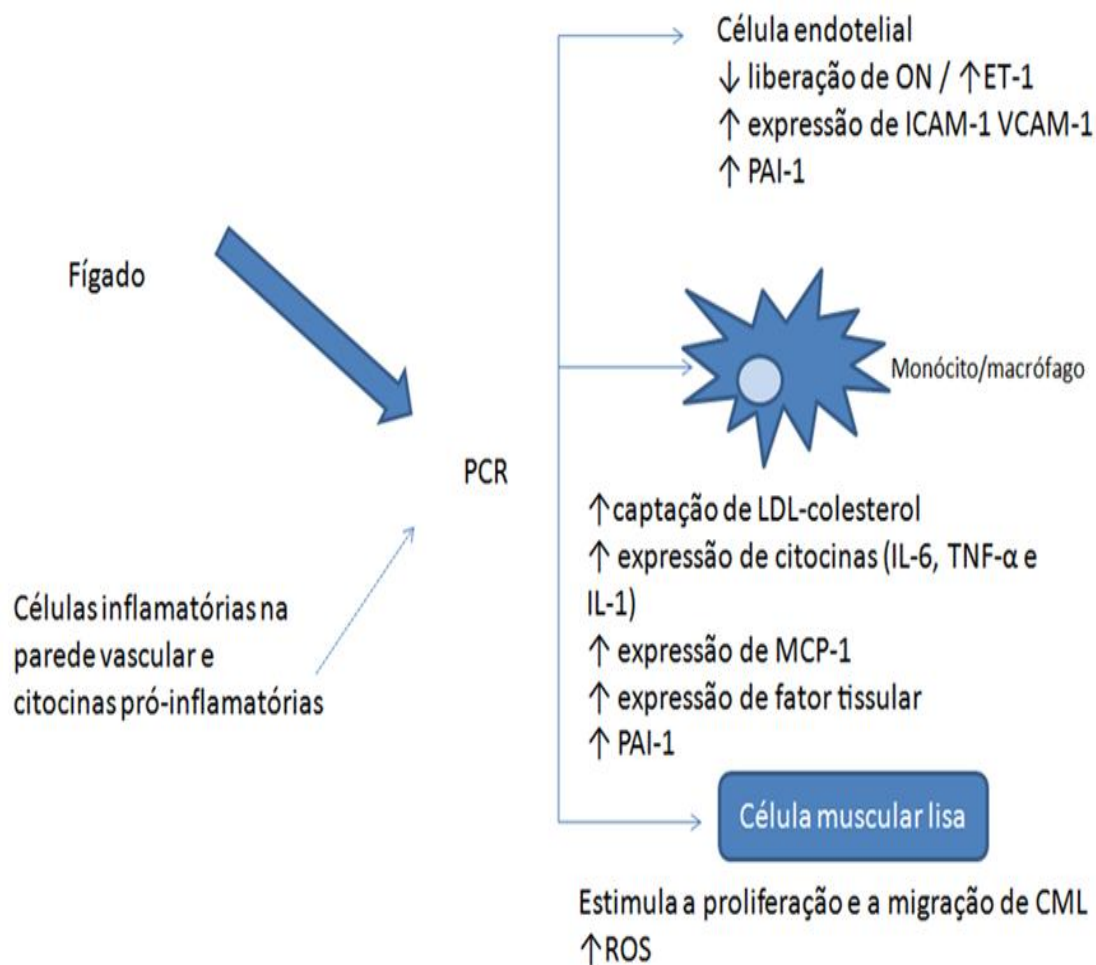 Célula endotelial
↓ liberação de ON / ↑ET-1
↑ expressão de ICAM-1 VCAM-1
↑ PAI-1
Fígado
Monócito/macrófago
PCR
↑captação de LDL-colesterol
↑ expressão de citocinas (IL-6, TNF-α e
IL-1)
↑ expressão de MCP-1
↑ expressão de fator tissular
↑ PAI-1
Células inflamatórias na
parede vascular e
citocinas pró-inflamatórias
Célula muscular lisa
Estimula a proliferação e a migração de CML
↑ROS